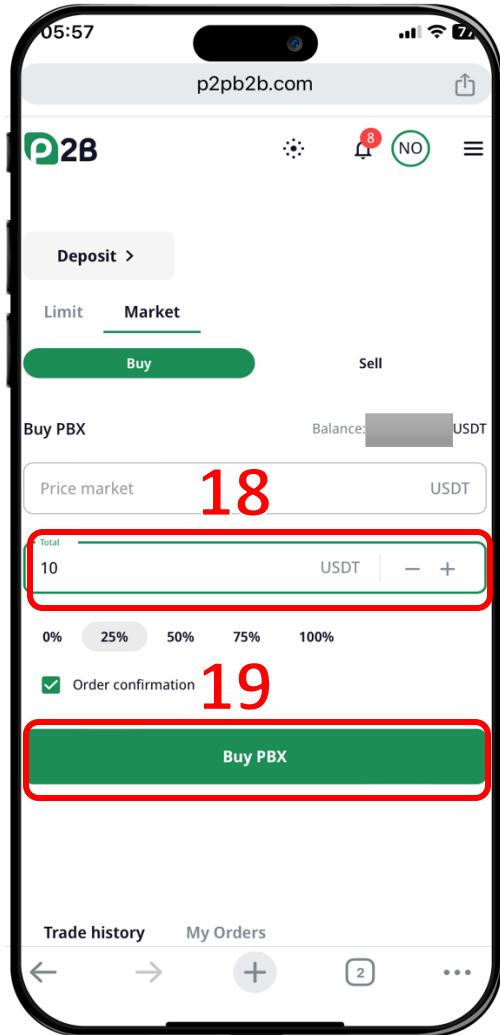 05:57
p2pb2b.com
P2B
8
NO
Deposit >
Limit Market
Buy Sell
Buy PBX Balance: USDT
Price market USDT
18
Total
10 USDT − +
0% 25% 50% 75% 100%
Order confirmation
19
Buy PBX
Trade history My Orders
2